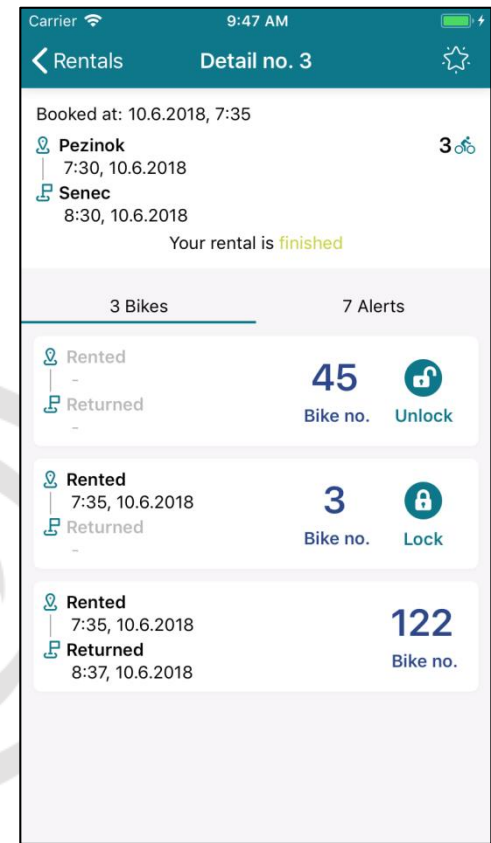 Carrier 9:47 AM
Rentals Detail no. 3
Booked at: 10.6.2018, 7:35
Pezinok 3
7:30, 10.6.2018
Senec
8:30, 10.6.2018
Your rental is finished
3 Bikes 7 Alerts
Rented
-
Returned
-
45
Bike no.
Unlock
Rented
7:35, 10.6.2018
Returned
-
3
Bike no.
Lock
Rented
7:35, 10.6.2018
Returned
8:37, 10.6.2018
122
Bike no.